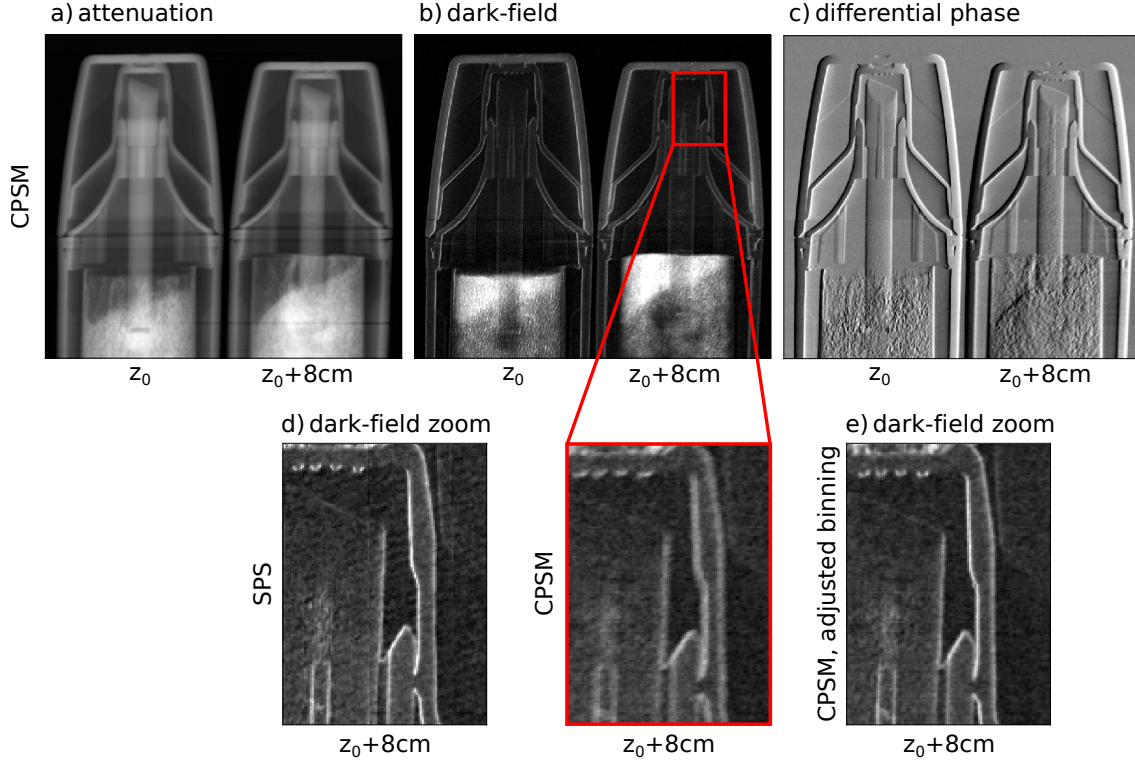 a) attenuation
b) dark-field
c) differential phase
CPSM
z₀
z₀+8cm
z₀
z₀+8cm
z₀
z₀+8cm
d) dark-field zoom
e) dark-field zoom
SPS
CPSM
CPSM, adjusted binning
z₀+8cm
z₀+8cm
z₀+8cm